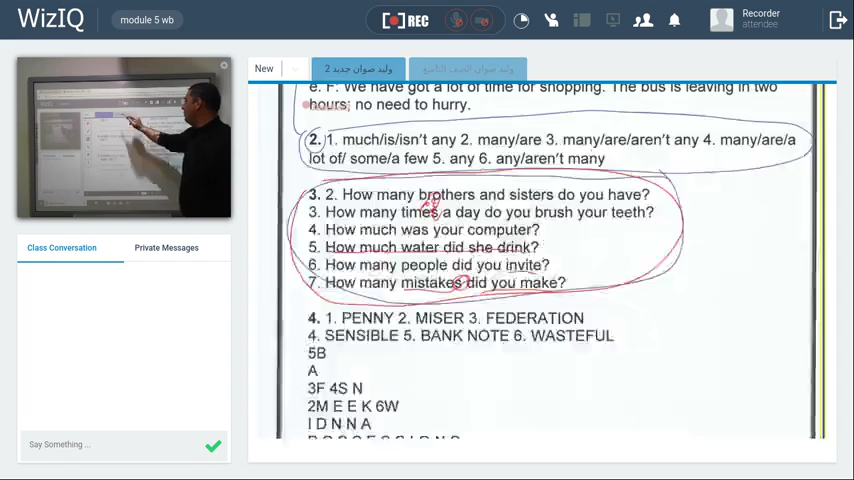 WizIQ
module 5 wb
REC
Recorder
attendee
New
وليد صوان جديد 2
وليد صوان الصف التاسع
e. F: We have got a lot of time for shopping. The bus is leaving in two
hours; no need to hurry.
2. 1. much/is/isn't any 2. many/are 3. many/are/aren't any 4. many/are/a
lot of/ some/a few 5. any 6. any/aren't many
3. 2. How many brothers and sisters do you have?
3. How many times a day do you brush your teeth?
4. How much was your computer?
5. How much water did she drink?
6. How many people did you invite?
7. How many mistakes did you make?
4. 1. PENNY 2. MISER 3. FEDERATION
4. SENSIBLE 5. BANK NOTE 6. WASTEFUL
5B
A
3F 4S N
2M E E K 6W
I D N N A
Class Conversation
Private Messages
Say Something ...